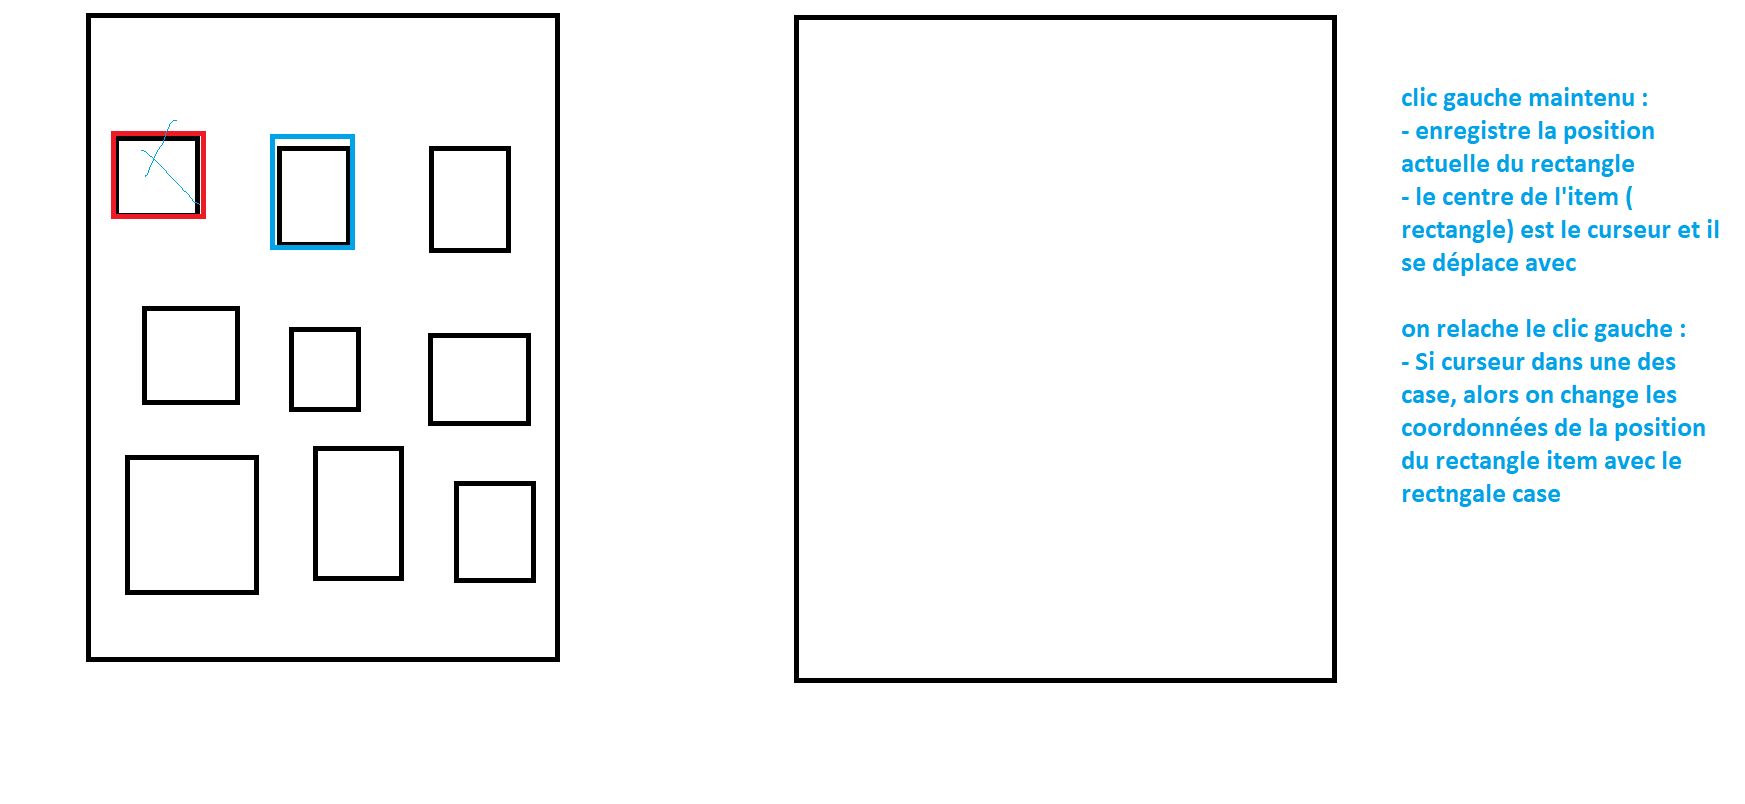 clic gauche maintenu :
- enregistre la position
actuelle du rectangle
- le centre de l'item (
rectangle) est le curseur et il
se déplace avec
on relache le clic gauche :
- Si curseur dans une des
case, alors on change les
coordonnées de la position
du rectangle item avec le
rectngale case